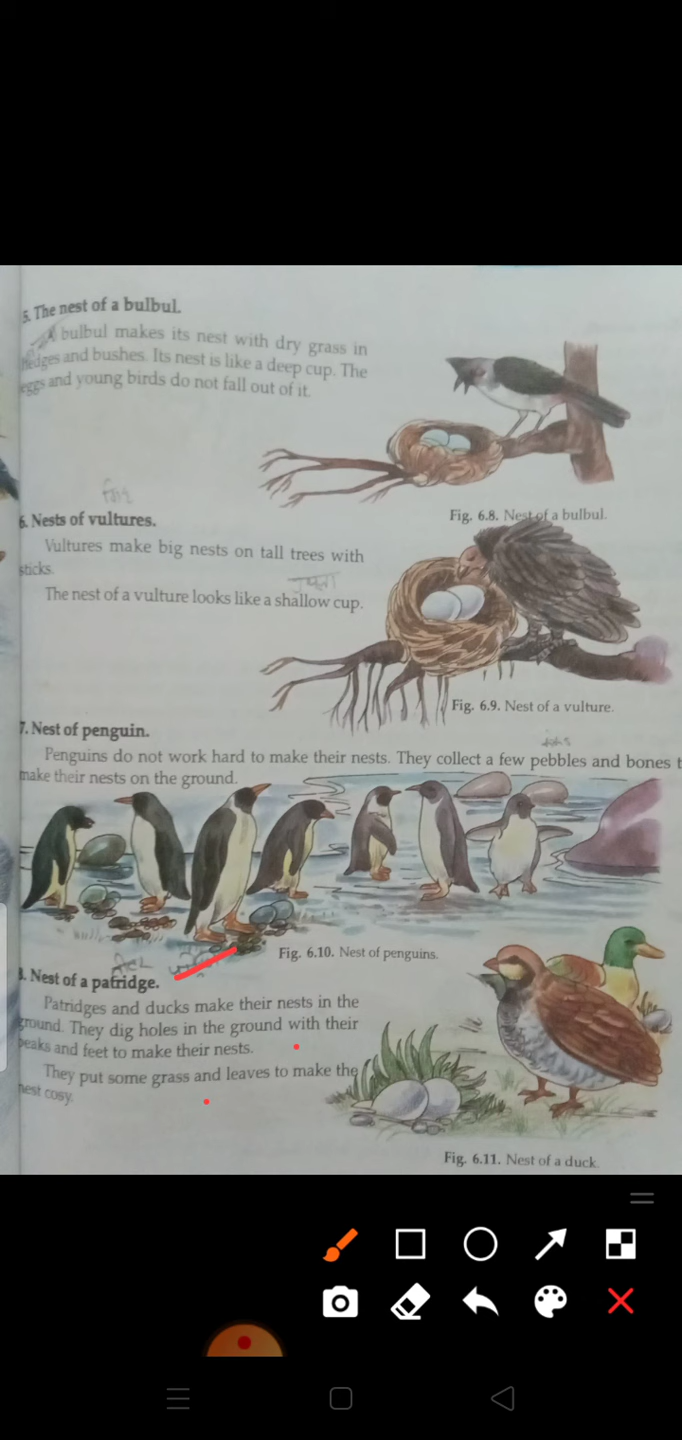 5. The nest of a bulbul.
A bulbul makes its nest with dry grass in
hedges and bushes. Its nest is like a deep cup. The
eggs and young birds do not fall out of it.
Fig. 6.8. Nest of a bulbul.
6. Nests of vultures.
Vultures make big nests on tall trees with
sticks.
The nest of a vulture looks like a shallow cup.
Fig. 6.9. Nest of a vulture.
7. Nest of penguin.
Penguins do not work hard to make their nests. They collect a few pebbles and bones t
make their nests on the ground.
Fig. 6.10. Nest of penguins.
8. Nest of a patridge.
Patridges and ducks make their nests in the
ground. They dig holes in the ground with their
beaks and feet to make their nests.
They put some grass and leaves to make the
nest cosy.
Fig. 6.11. Nest of a duck.